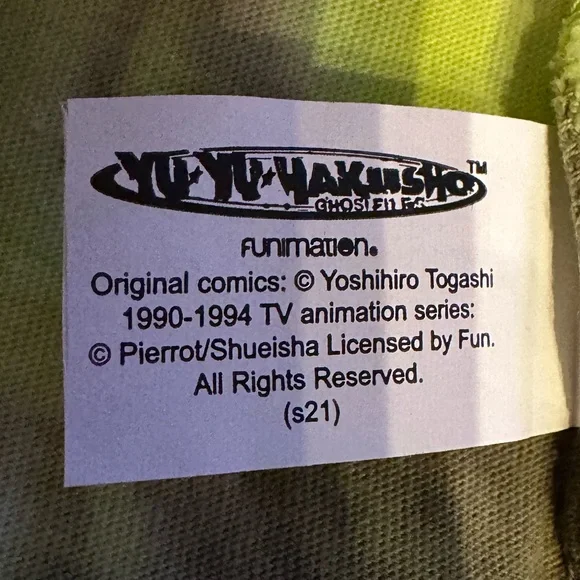 YU★YU★HAKUSHO™
GHOST FILES
FUNimation®
Original comics: © Yoshihiro Togashi
1990-1994 TV animation series:
© Pierrot/Shueisha Licensed by Fun.
All Rights Reserved.
(s21)